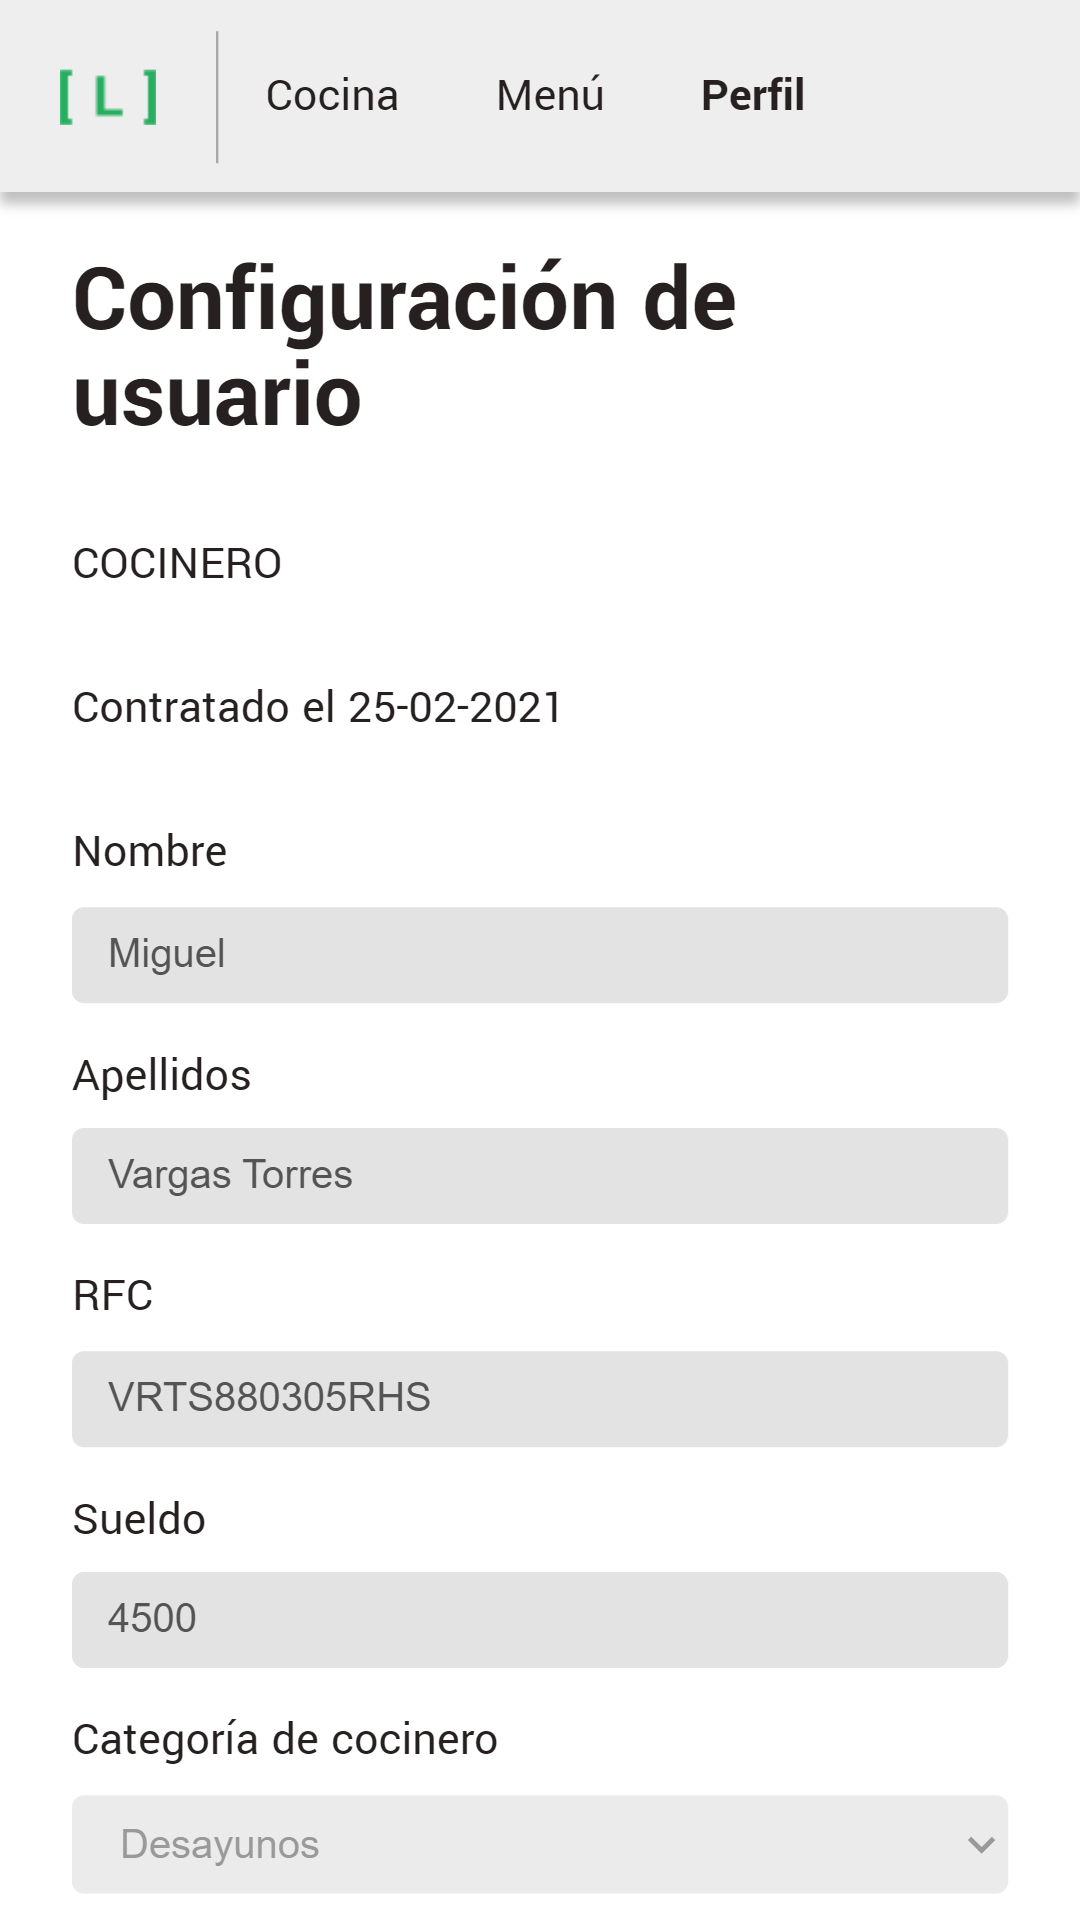 [ L ]
Cocina Menú Perfil
Configuración de
usuario
COCINERO
Contratado el 25-02-2021
Nombre
Miguel
Apellidos
Vargas Torres
RFC
VRTS880305RHS
Sueldo
4500
Categoría de cocinero
Desayunos